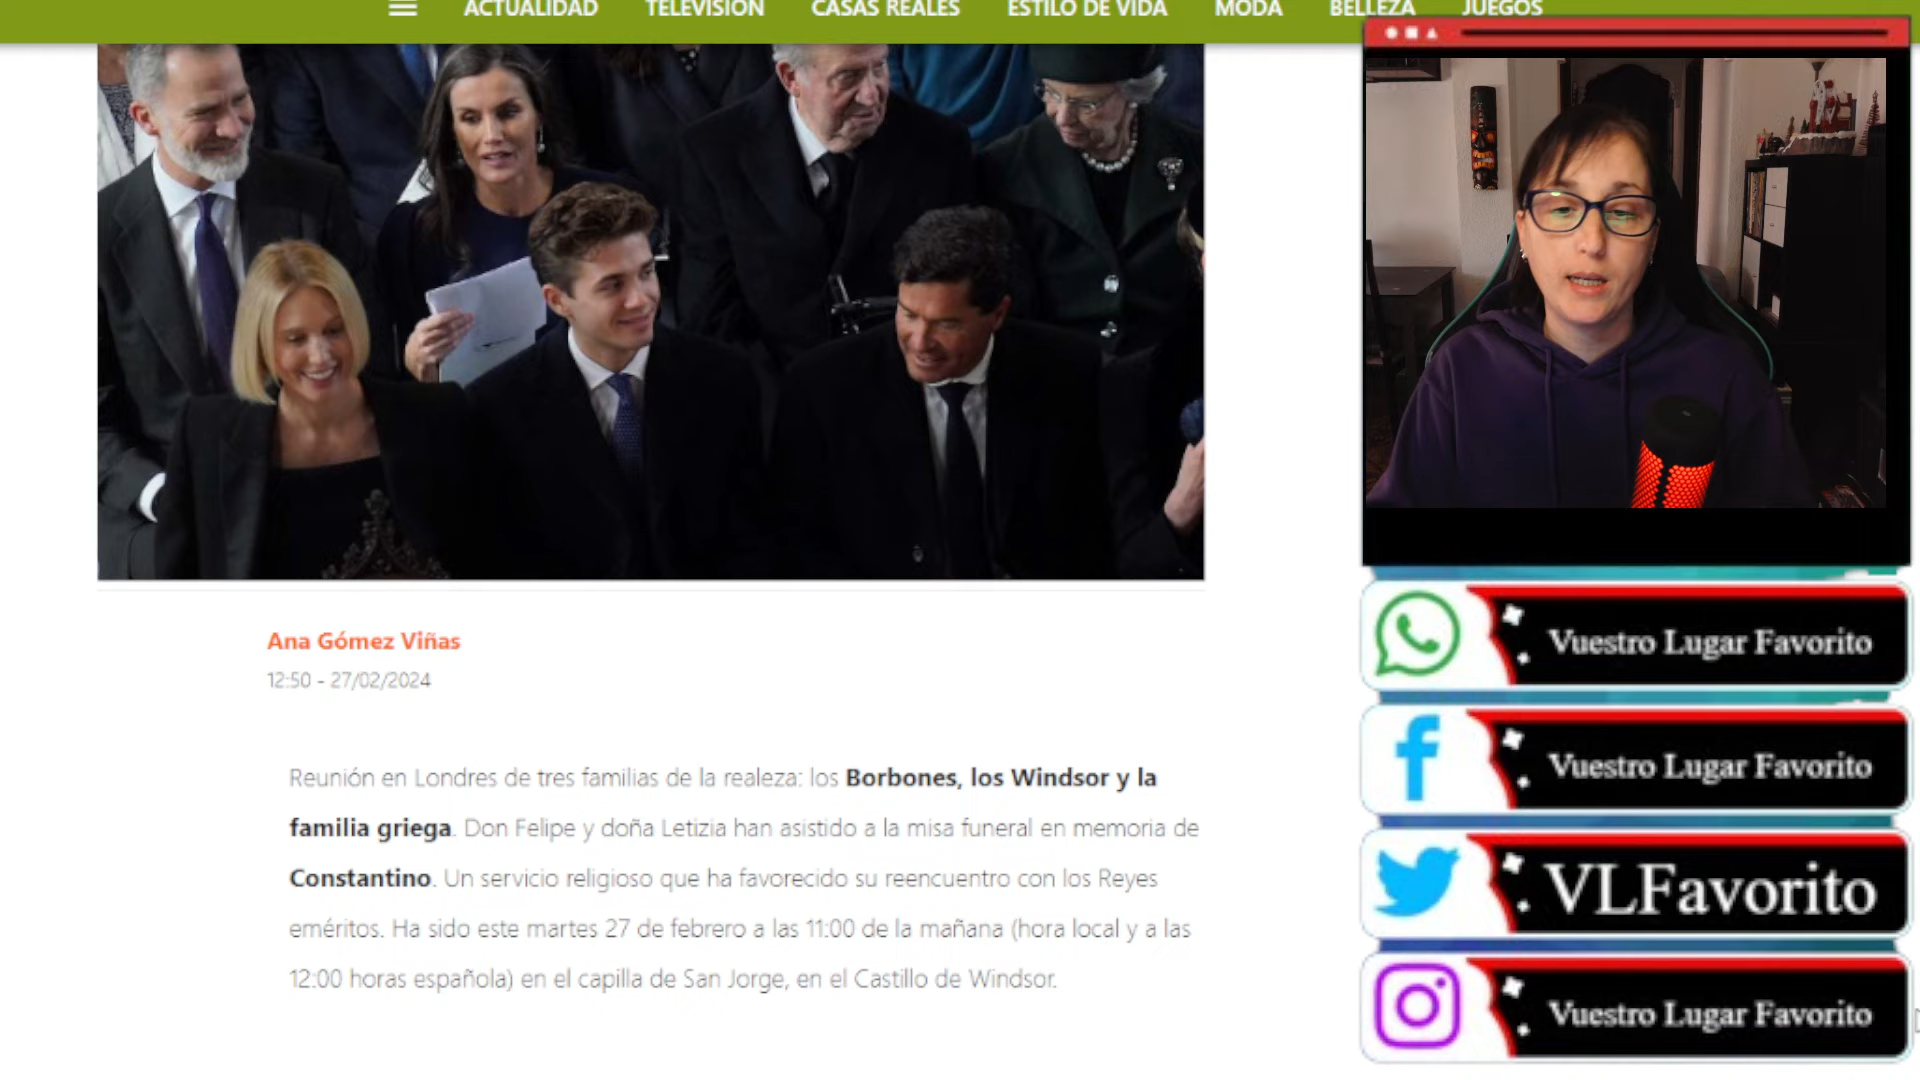 ACTUALIDAD TELEVISIÓN CASAS REALES ESTILO DE VIDA MODA BELLEZA JUEGOS
Ana Gómez Viñas
12:50 - 27/02/2024
Reunión en Londres de tres familias de la realeza: los Borbones, los Windsor y la
familia griega. Don Felipe y doña Letizia han asistido a la misa funeral en memoria de
Constantino. Un servicio religioso que ha favorecido su reencuentro con los Reyes
eméritos. Ha sido este martes 27 de febrero a las 11:00 de la mañana (hora local y a las
12:00 horas española) en el capilla de San Jorge, en el Castillo de Windsor.
Vuestro Lugar Favorito
Vuestro Lugar Favorito
VLFavorito
Vuestro Lugar Favorito